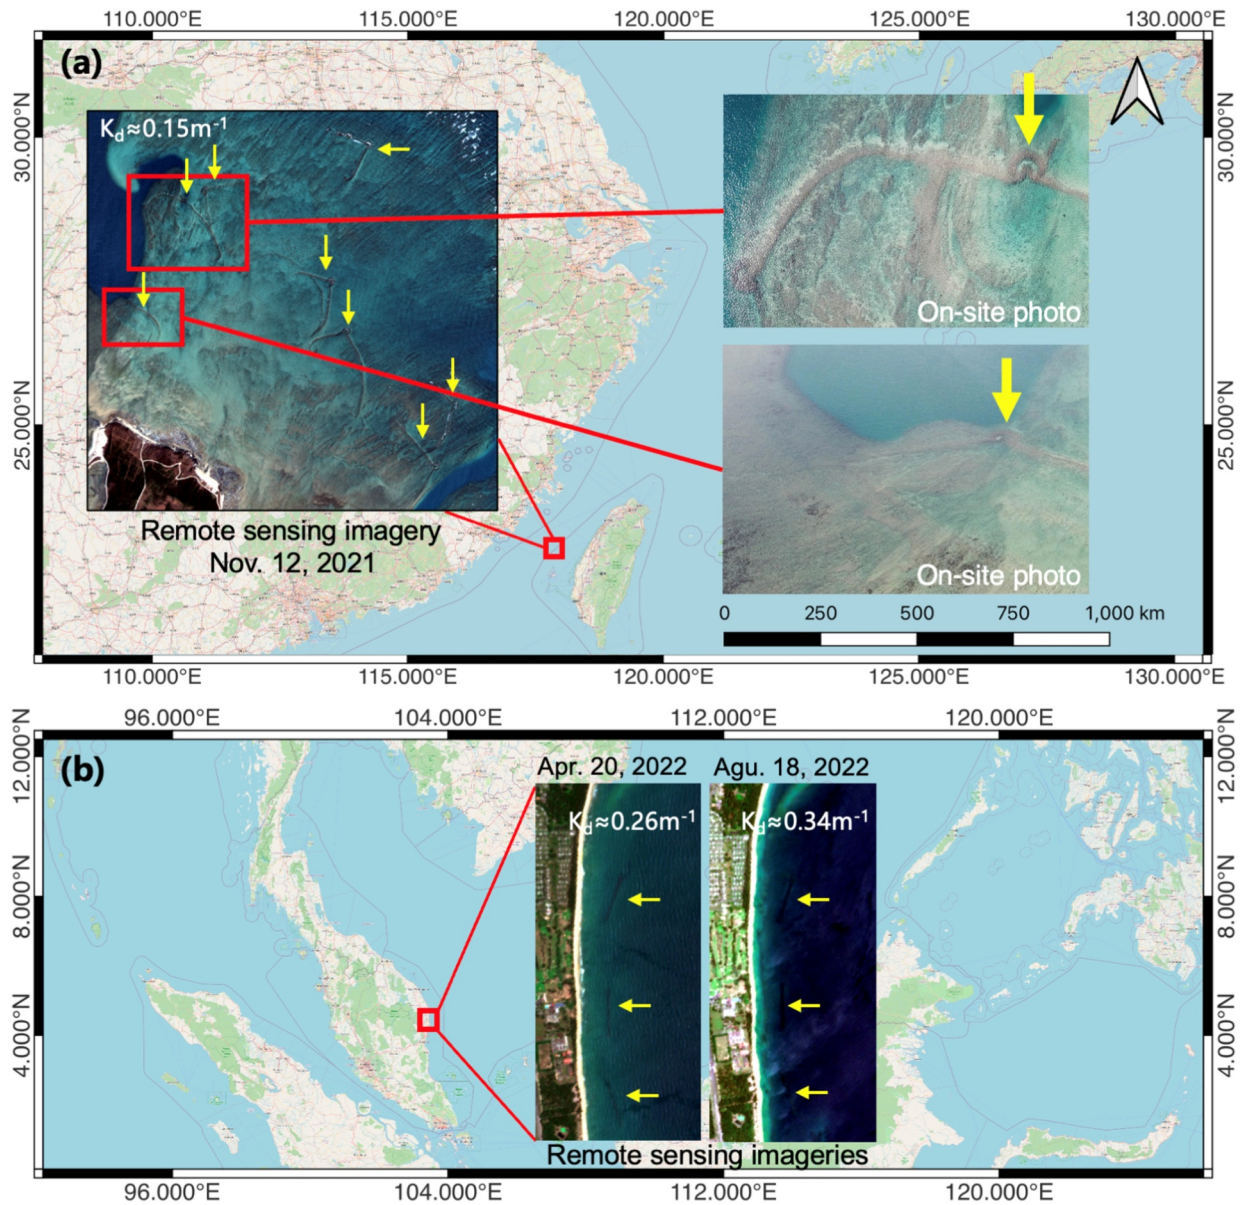 110.000°E 115.000°E 120.000°E 125.000°E 130.000°E
(a)
30.000°N
30.000°N
K_d≈0.15m⁻¹
On-site photo
25.000°N
25.000°N
Remote sensing imagery
Nov. 12, 2021
On-site photo
0 250 500 750 1,000 km
110.000°E 115.000°E 120.000°E 125.000°E 130.000°E
96.000°E 104.000°E 112.000°E 120.000°E
(b)
12.000°N
12.000°N
Apr. 20, 2022 Agu. 18, 2022
K_d≈0.26m⁻¹ K_d≈0.34m⁻¹
8.000°N
8.000°N
4.000°N
4.000°N
Remote sensing imageries
96.000°E 104.000°E 112.000°E 120.000°E